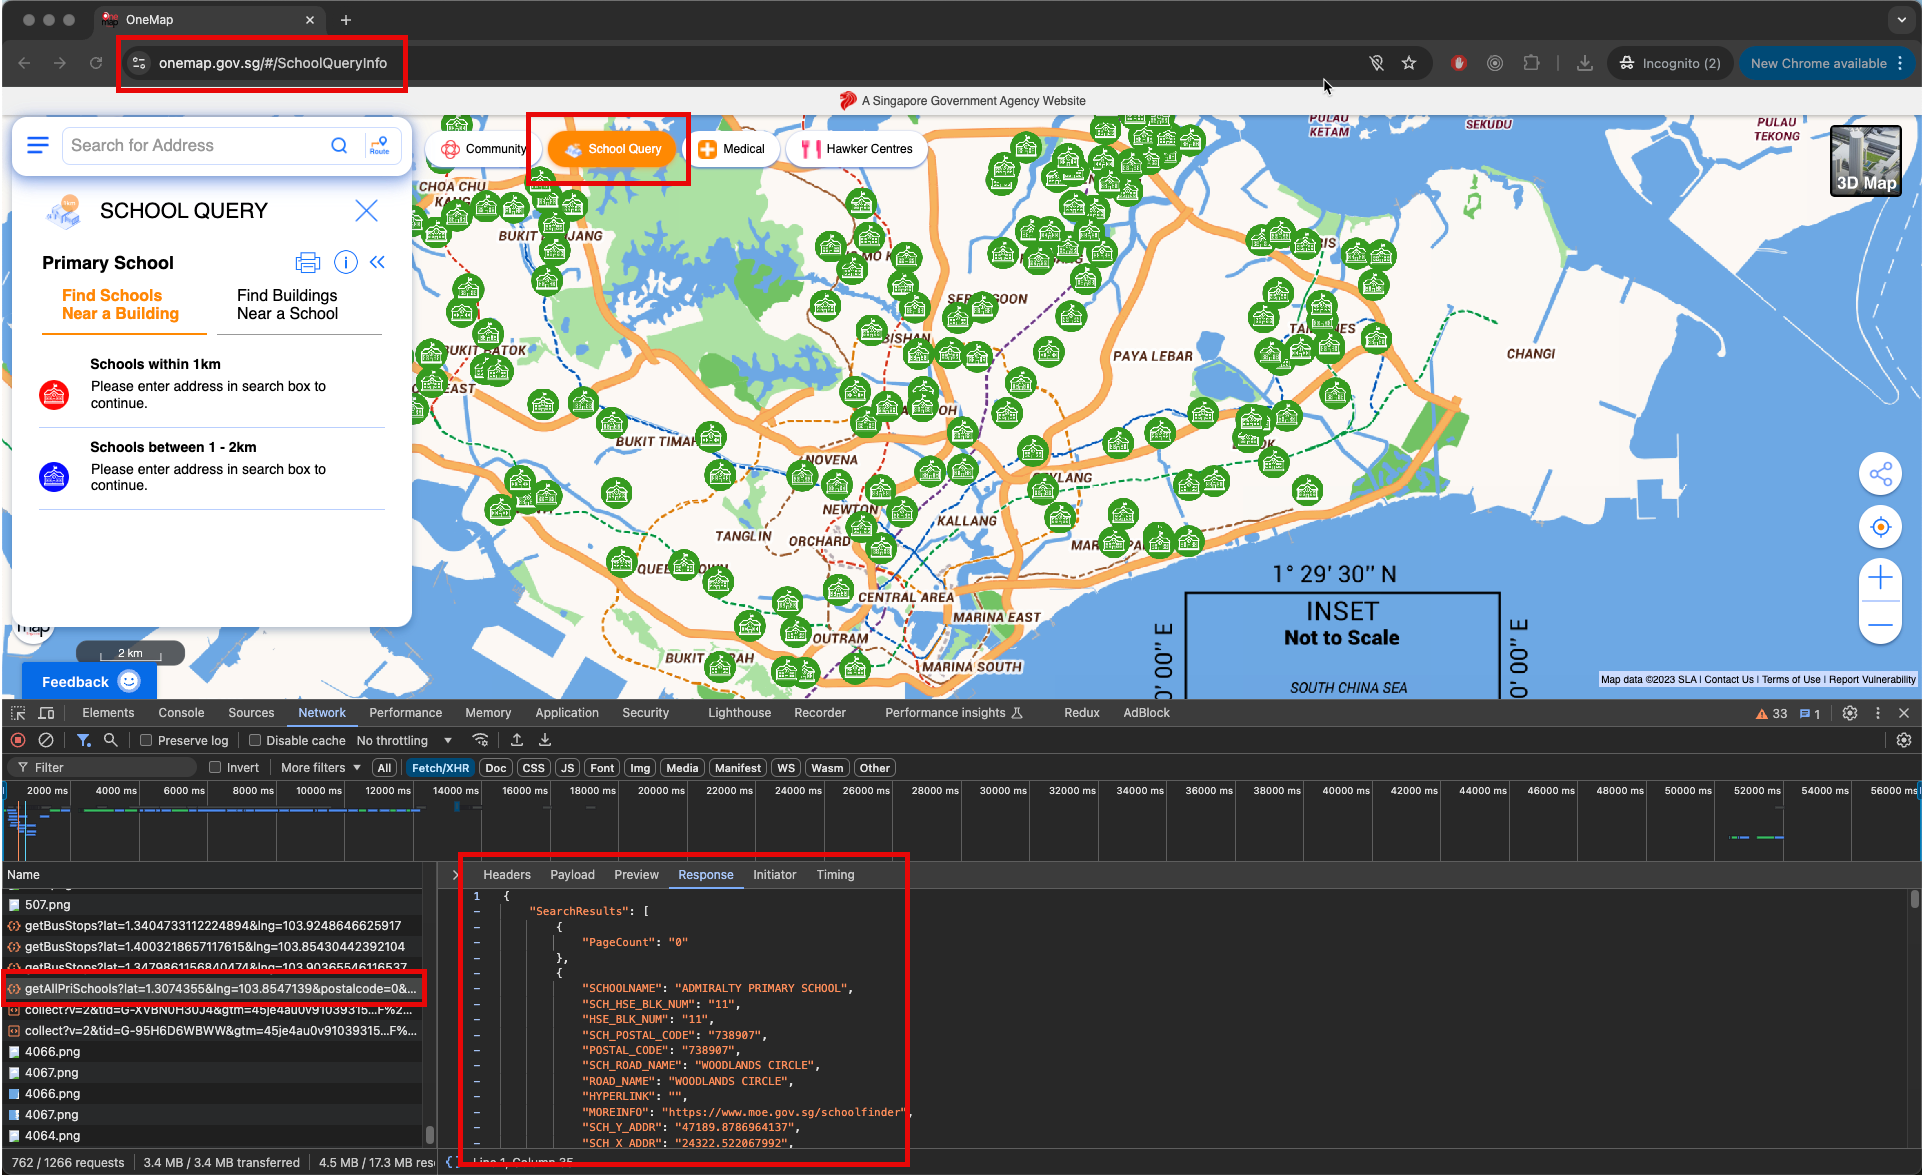 OneMap
onemap.gov.sg/#/SchoolQueryInfo
Incognito (2)
New Chrome available
A Singapore Government Agency Website
Search for Address
Route
Community
School Query
Medical
Hawker Centres
3D Map
SCHOOL QUERY
Primary School
Find Schools
Near a Building
Find Buildings
Near a School
Schools within 1km
Please enter address in search box to
continue.
Schools between 1 - 2km
Please enter address in search box to
continue.
2 km
Feedback
PULAU
KETAM
SEKUDU
PULAU
TEKONG
CHOA CHU
BUKIT
JANG
BISHAN
PAYA LEBAR
CHANGI
BUKIT TIMAH
NOVENA
NEWTON
TANGLIN
ORCHARD
KALLANG
CENTRAL AREA
MARINA EAST
OUTRAM
MARINA SOUTH
1° 29' 30'' N
INSET
Not to Scale
0' 00'' E
0' 00'' E
SOUTH CHINA SEA
Map data ©2023 SLA | Contact Us | Terms of Use | Report Vulnerability
Elements
Console
Sources
Network
Performance
Memory
Application
Security
Lighthouse
Recorder
Performance insights
Redux
AdBlock
33
1
Preserve log
Disable cache
No throttling
Filter
Invert
More filters
All
Fetch/XHR
Doc
CSS
JS
Font
Img
Media
Manifest
WS
Wasm
Other
2000 ms
4000 ms
6000 ms
8000 ms
10000 ms
12000 ms
14000 ms
16000 ms
18000 ms
20000 ms
22000 ms
24000 ms
26000 ms
28000 ms
30000 ms
32000 ms
34000 ms
36000 ms
38000 ms
40000 ms
42000 ms
44000 ms
46000 ms
48000 ms
50000 ms
52000 ms
54000 ms
56000 ms
Name
507.png
getBusStops?lat=1.3404733112224894&lng=103.9248646625917
getBusStops?lat=1.4003218657117615&lng=103.85430442392104
getBusStops?lat=1.3479861156840474&lng=103.90365546116537
getAllPriSchools?lat=1.3074355&lng=103.8547139&postalcode=0&...
collect?v=2&tid=G-XVBN0H30J4&gtm=45je4au0v91039315...F%2...
collect?v=2&tid=G-95H6D6WBWW&gtm=45je4au0v91039315...F%...
4066.png
4067.png
4066.png
4067.png
4064.png
762 / 1266 requests
3.4 MB / 3.4 MB transferred
4.5 MB / 17.3 MB res
Headers
Payload
Preview
Response
Initiator
Timing
1 {
"SearchResults": [
{
"PageCount": "0"
},
{
"SCHOOLNAME": "ADMIRALTY PRIMARY SCHOOL",
"SCH_HSE_BLK_NUM": "11",
"HSE_BLK_NUM": "11",
"SCH_POSTAL_CODE": "738907",
"POSTAL_CODE": "738907",
"SCH_ROAD_NAME": "WOODLANDS CIRCLE",
"ROAD_NAME": "WOODLANDS CIRCLE",
"HYPERLINK": "",
"MOREINFO": "https://www.moe.gov.sg/schoolfinder",
"SCH_Y_ADDR": "47189.8786964137",
"SCH_X_ADDR": "24322.522067992",
Line 1, Column 35